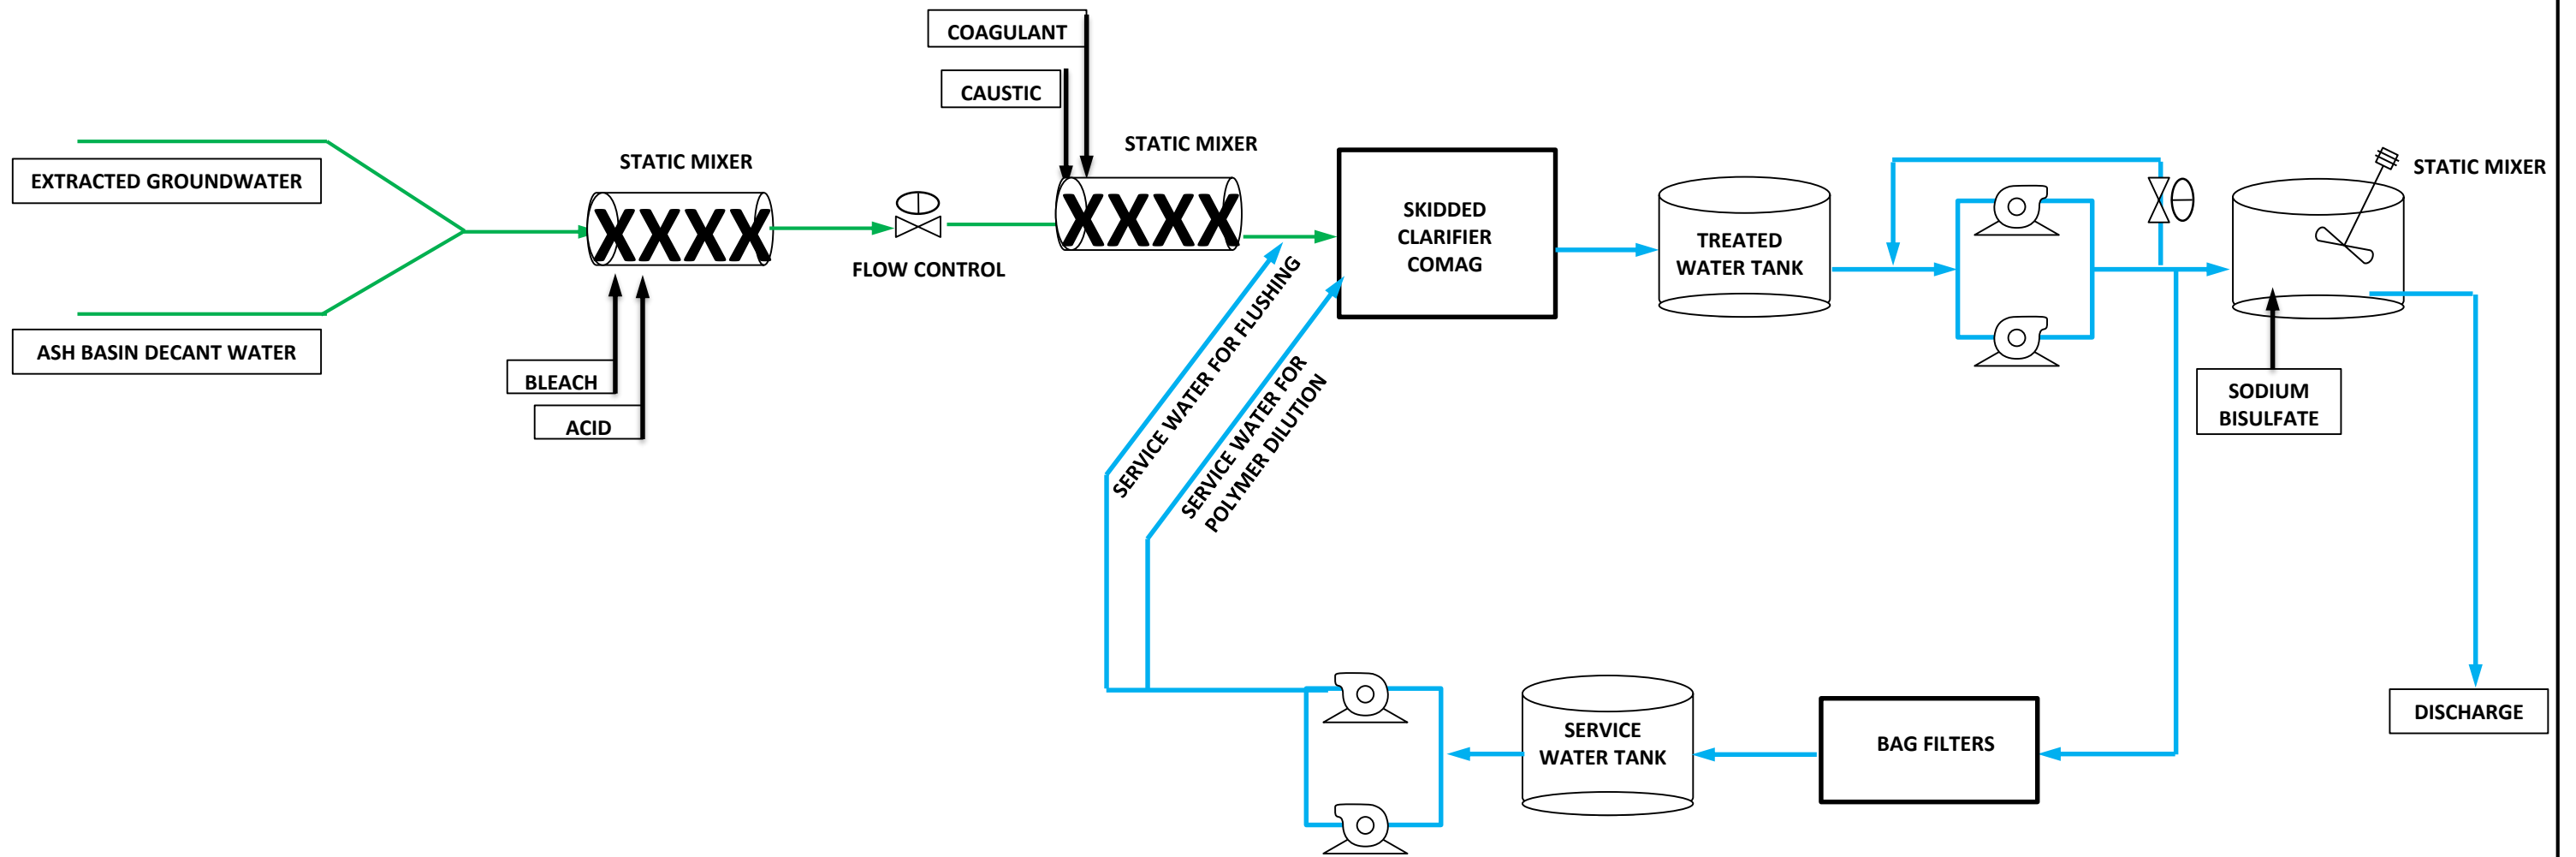 COAGULANT
CAUSTIC
STATIC MIXER
STATIC MIXER
STATIC MIXER
EXTRACTED GROUNDWATER
SKIDDED
CLARIFIER
COMAG
TREATED
WATER TANK
FLOW CONTROL
ASH BASIN DECANT WATER
BLEACH
ACID
SERVICE WATER FOR FLUSHING
SERVICE WATER FOR
POLYMER DILUTION
SODIUM
BISULFATE
SERVICE
WATER TANK
BAG FILTERS
DISCHARGE
XXXX
XXXX